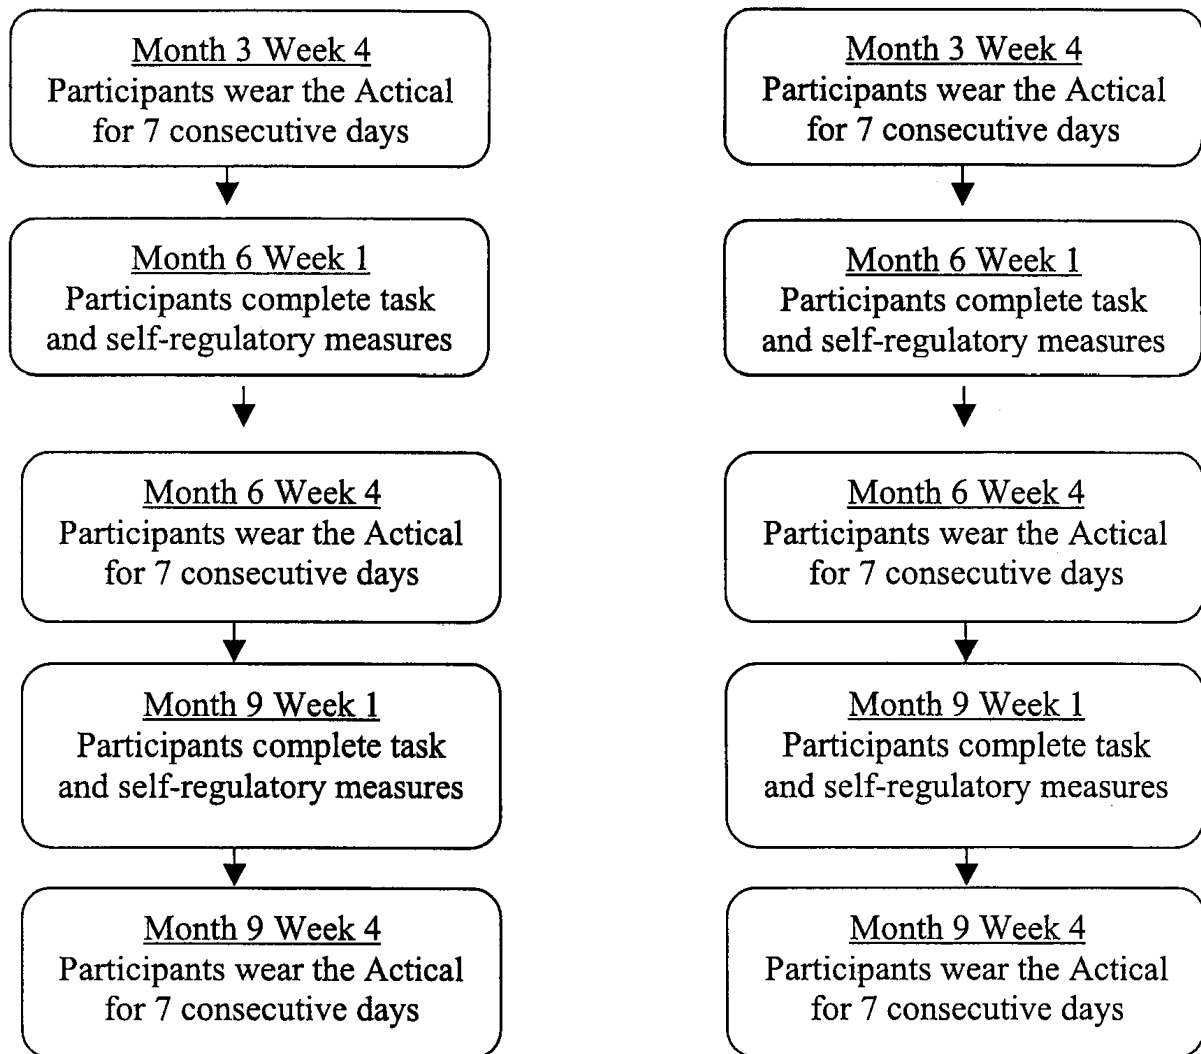 Month 3 Week 4
Participants wear the Actical
for 7 consecutive days
Month 6 Week 1
Participants complete task
and self-regulatory measures
Month 6 Week 4
Participants wear the Actical
for 7 consecutive days
Month 9 Week 1
Participants complete task
and self-regulatory measures
Month 9 Week 4
Participants wear the Actical
for 7 consecutive days
Month 3 Week 4
Participants wear the Actical
for 7 consecutive days
Month 6 Week 1
Participants complete task
and self-regulatory measures
Month 6 Week 4
Participants wear the Actical
for 7 consecutive days
Month 9 Week 1
Participants complete task
and self-regulatory measures
Month 9 Week 4
Participants wear the Actical
for 7 consecutive days